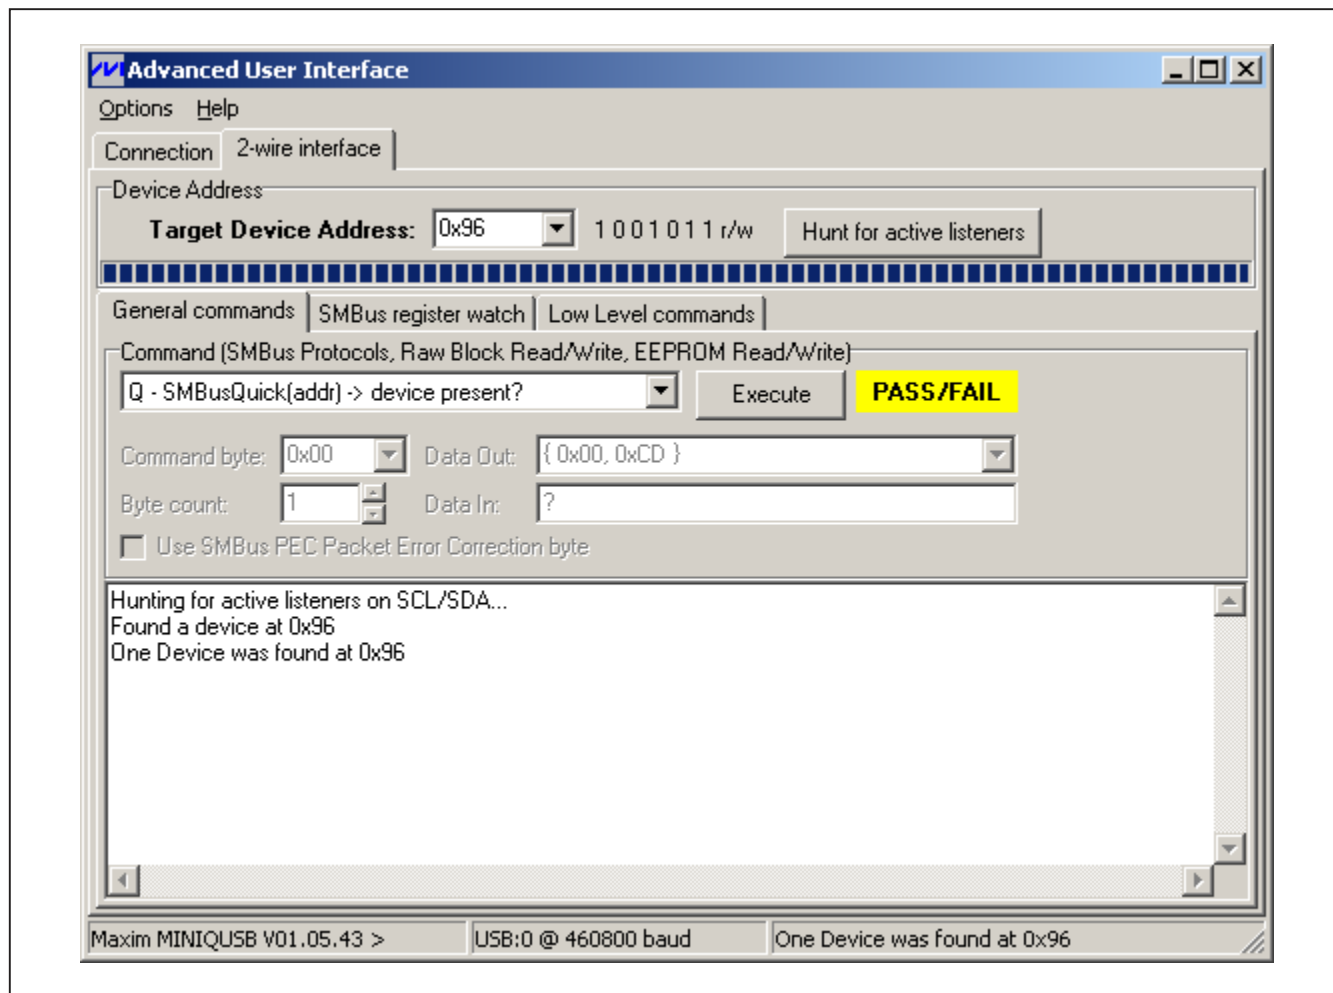 Advanced User Interface
Options Help
Connection 2-wire interface
Device Address
Target Device Address: 0x96 1 0 0 1 0 1 1 r/w Hunt for active listeners
General commands SMBus register watch Low Level commands
Command (SMBus Protocols, Raw Block Read/Write, EEPROM Read/Write)
Q - SMBusQuick(addr) -> device present? Execute PASS/FAIL
Command byte: 0x00 Data Out: { 0x00, 0xCD }
Byte count: 1 Data In: ?
Use SMBus PEC Packet Error Correction byte
Hunting for active listeners on SCL/SDA...
Found a device at 0x96
One Device was found at 0x96
Maxim MINIQUSB V01.05.43 > USB:0 @ 460800 baud One Device was found at 0x96